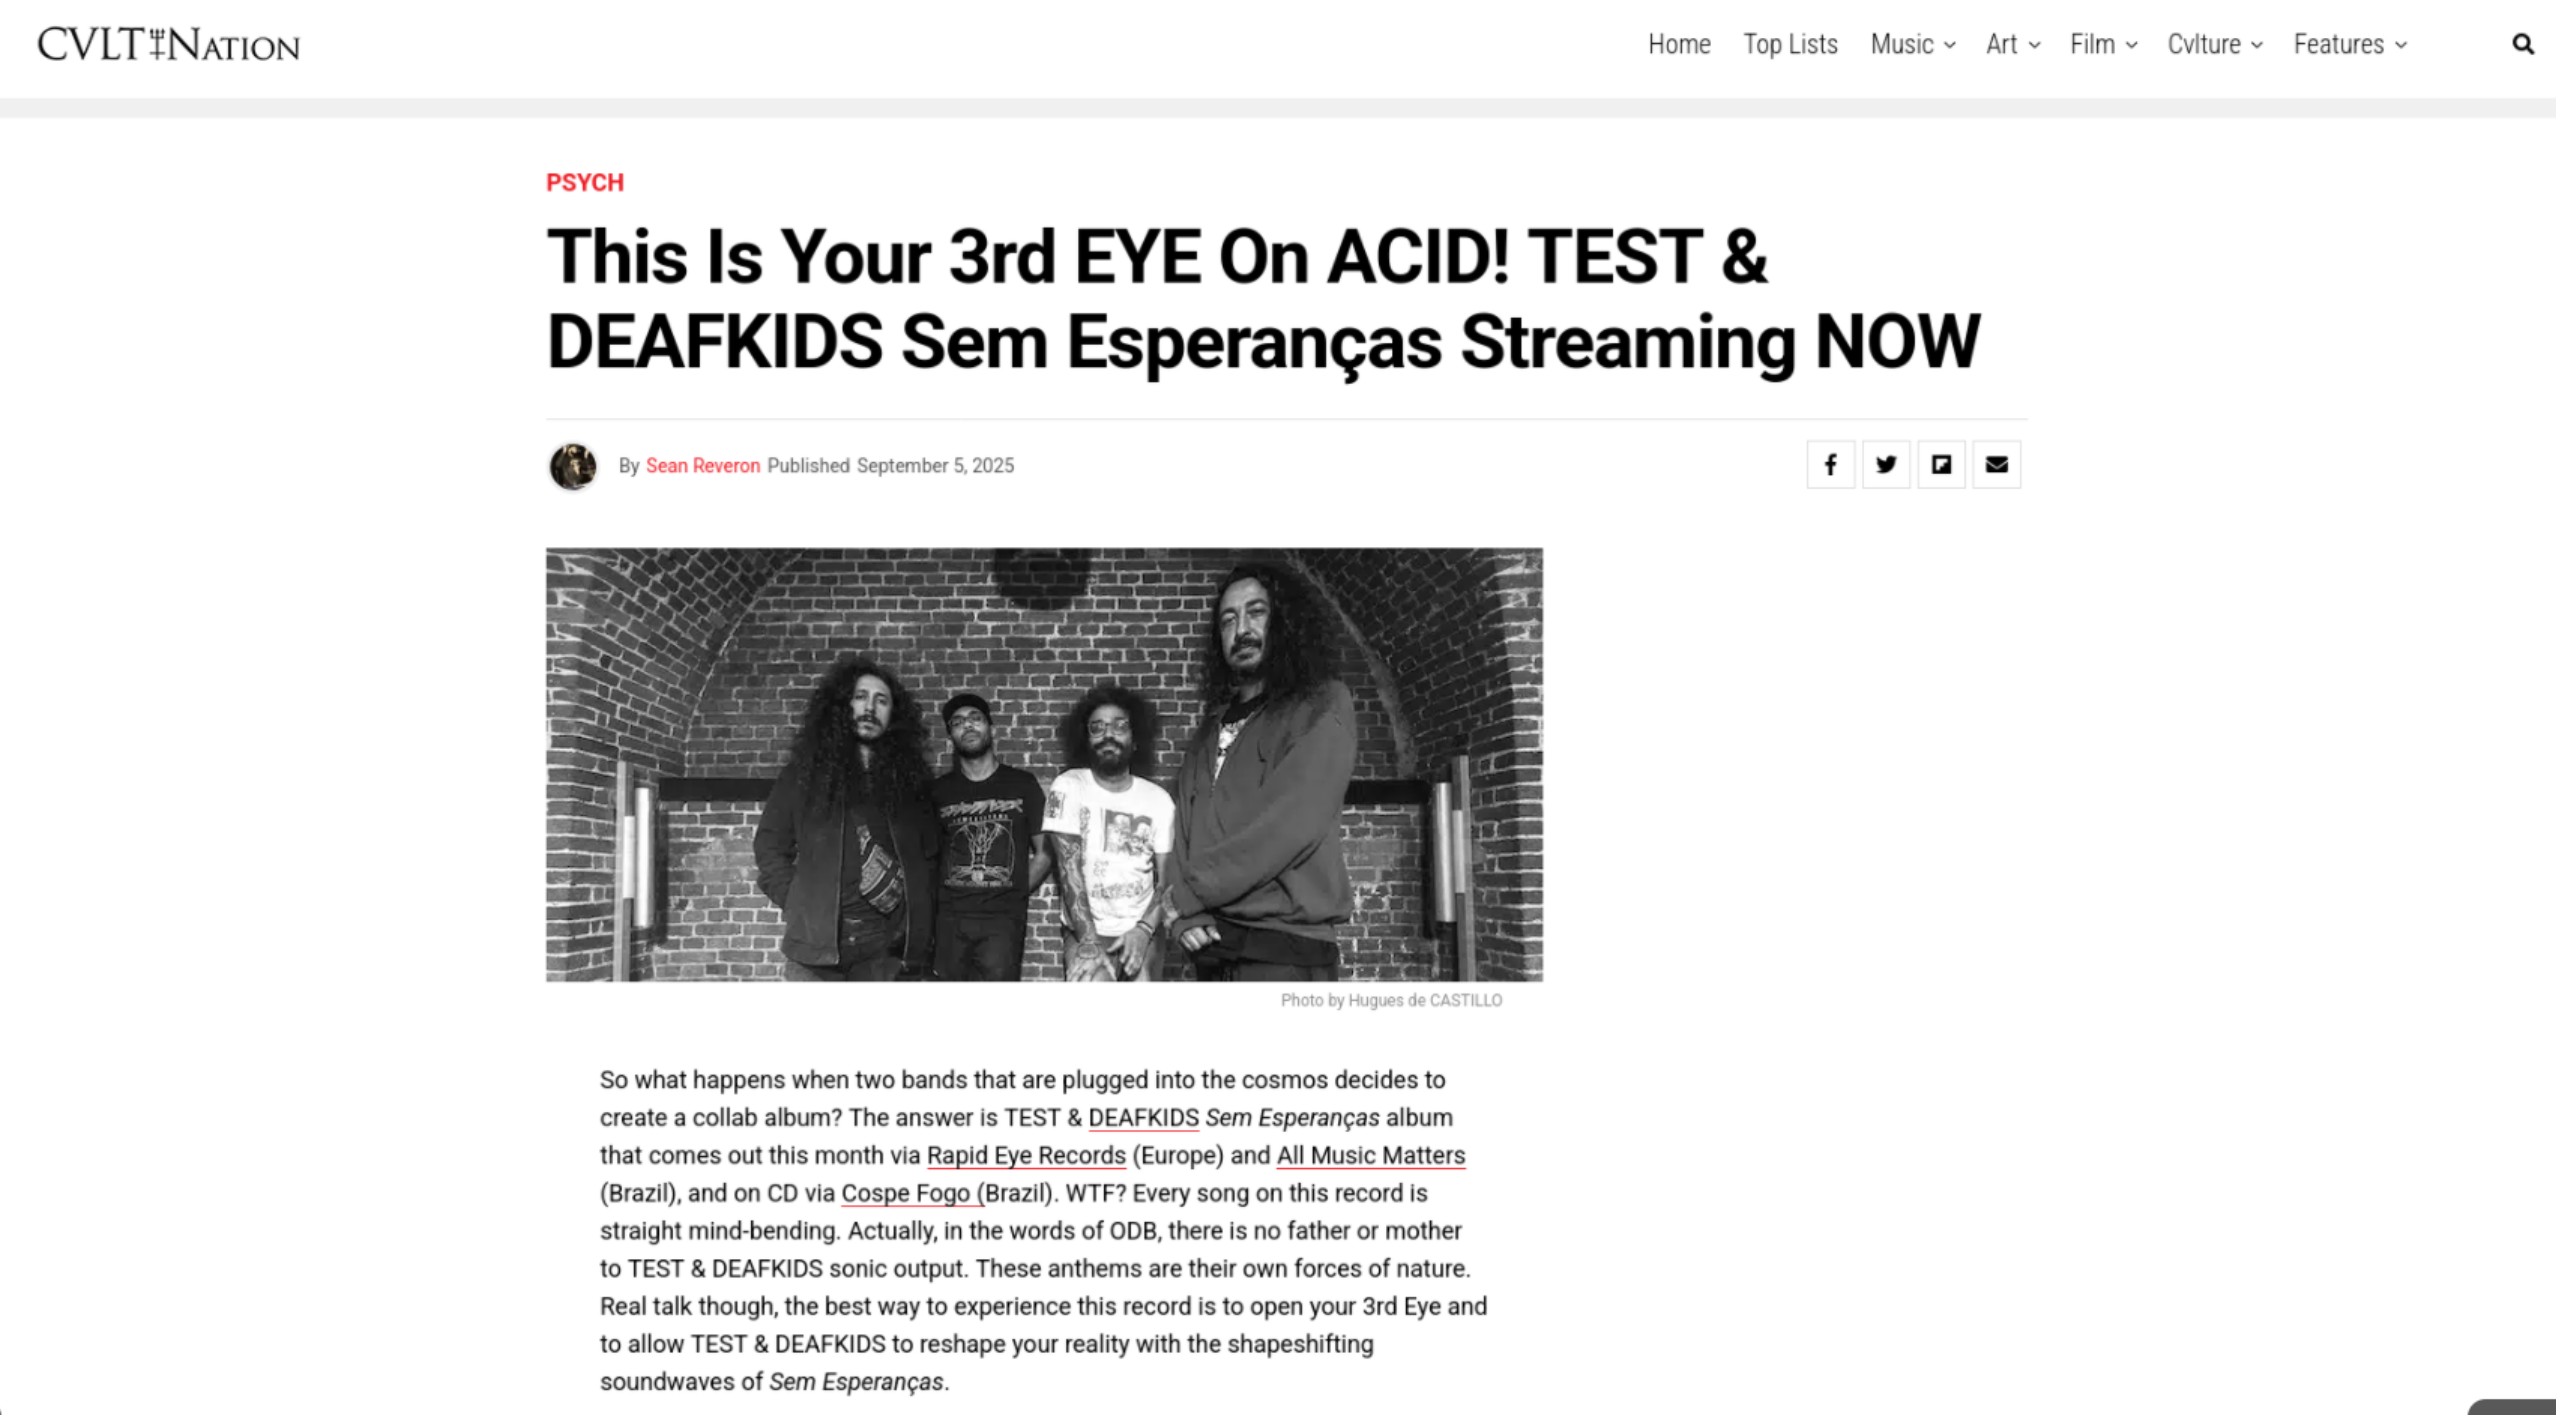 CVLT NATION
Home Top Lists Music Art Film Cvlture Features
PSYCH
This Is Your 3rd EYE On ACID! TEST &
DEAFKIDS Sem Esperanças Streaming NOW
By Sean Reveron Published September 5, 2025
Photo by Hugues de CASTILLO
So what happens when two bands that are plugged into the cosmos decides to
create a collab album? The answer is TEST & DEAFKIDS Sem Esperanças album
that comes out this month via Rapid Eye Records (Europe) and All Music Matters
(Brazil), and on CD via Cospe Fogo (Brazil). WTF? Every song on this record is
straight mind-bending. Actually, in the words of ODB, there is no father or mother
to TEST & DEAFKIDS sonic output. These anthems are their own forces of nature.
Real talk though, the best way to experience this record is to open your 3rd Eye and
to allow TEST & DEAFKIDS to reshape your reality with the shapeshifting
soundwaves of Sem Esperanças.